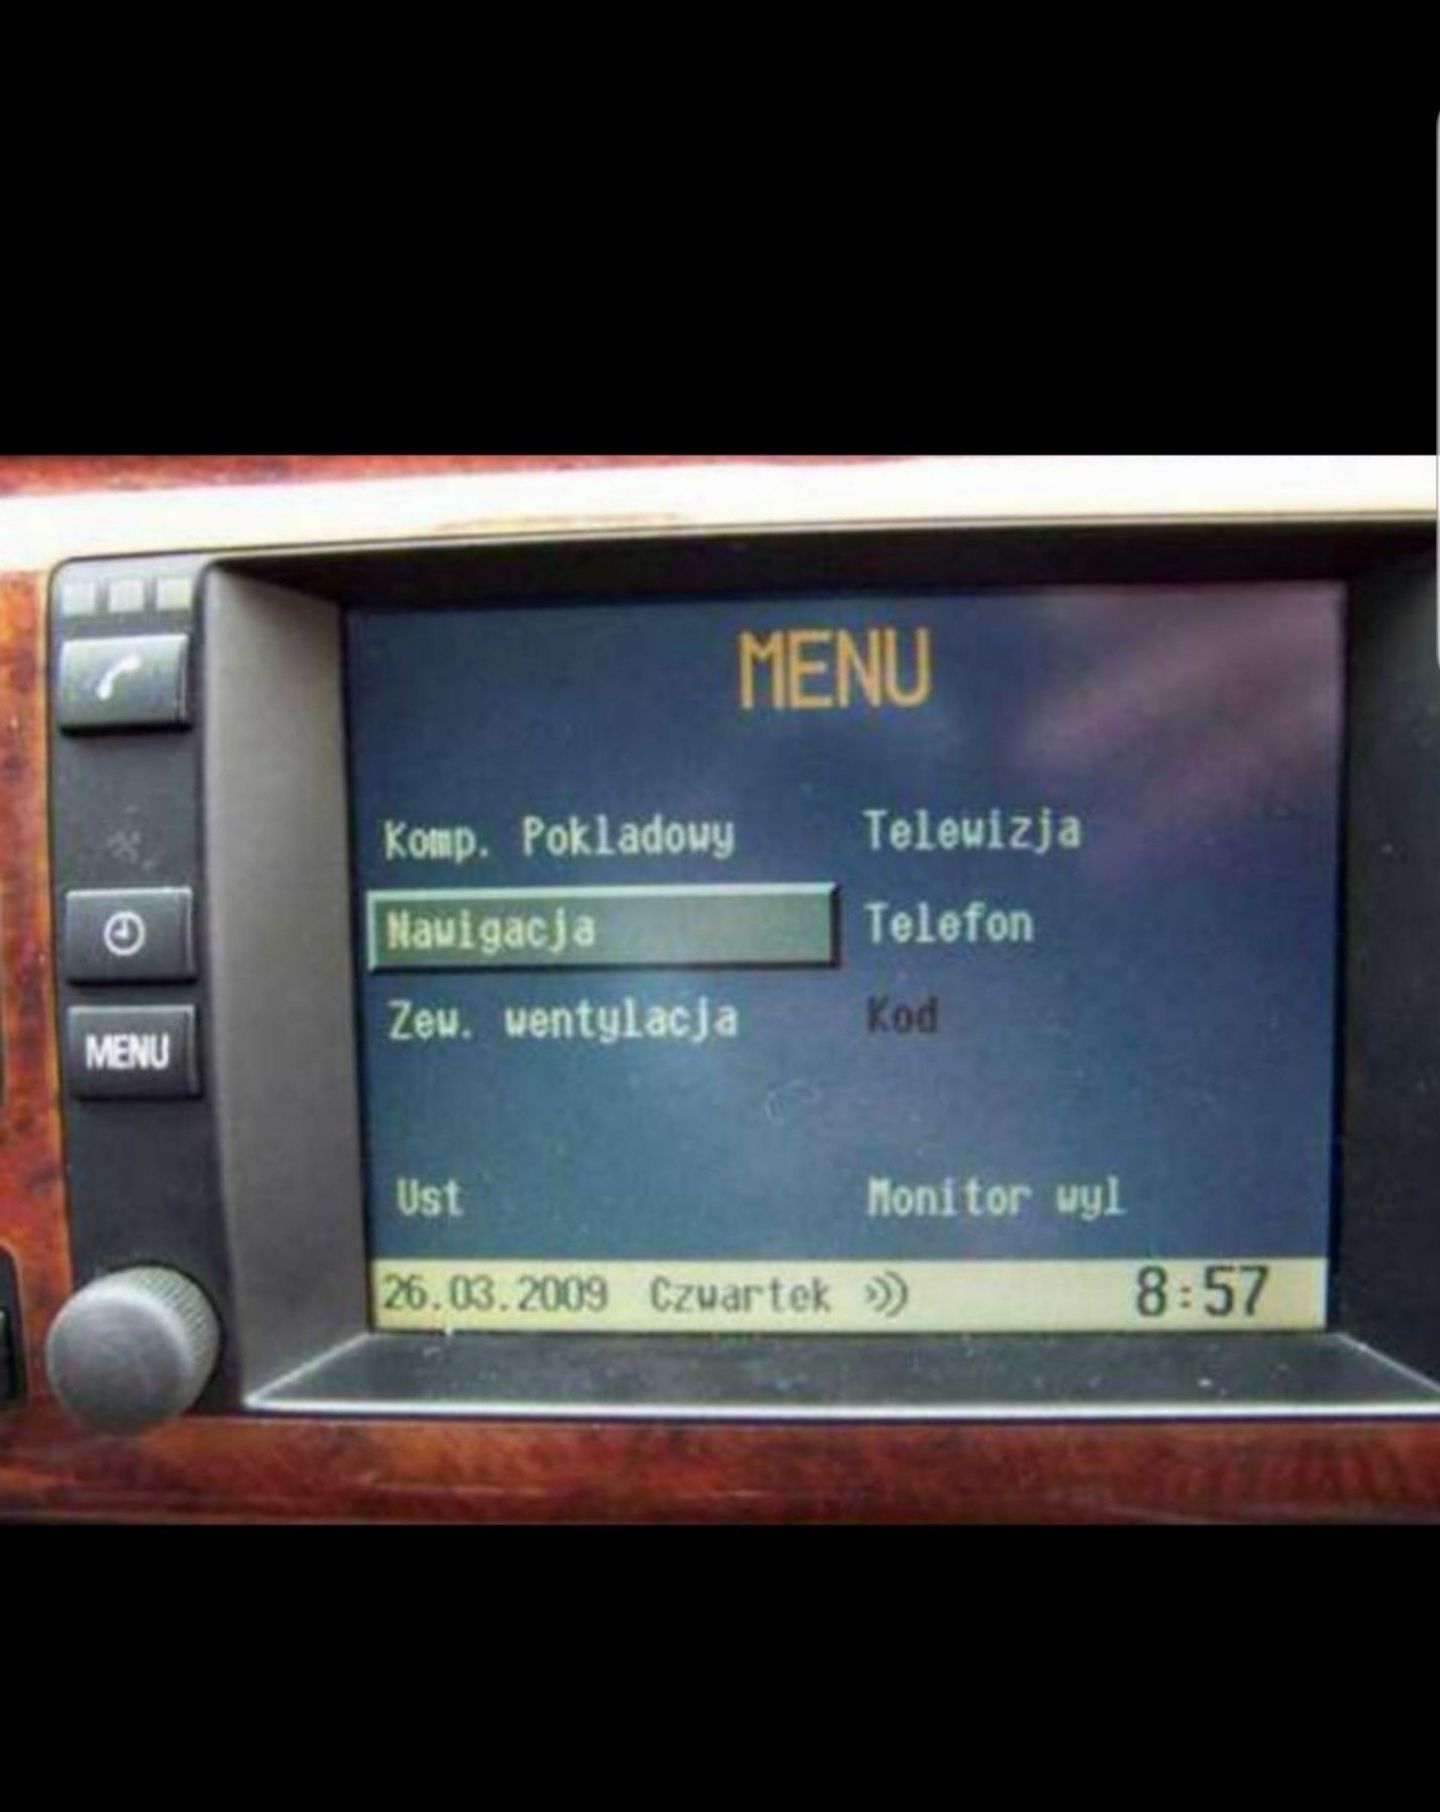 MENU
Komp. Pokladowy Telewizja
Nawigacja Telefon
Zew. wentylacja Kod
MENU
Ust Monitor wyl
26.03.2009 Czwartek 8:57